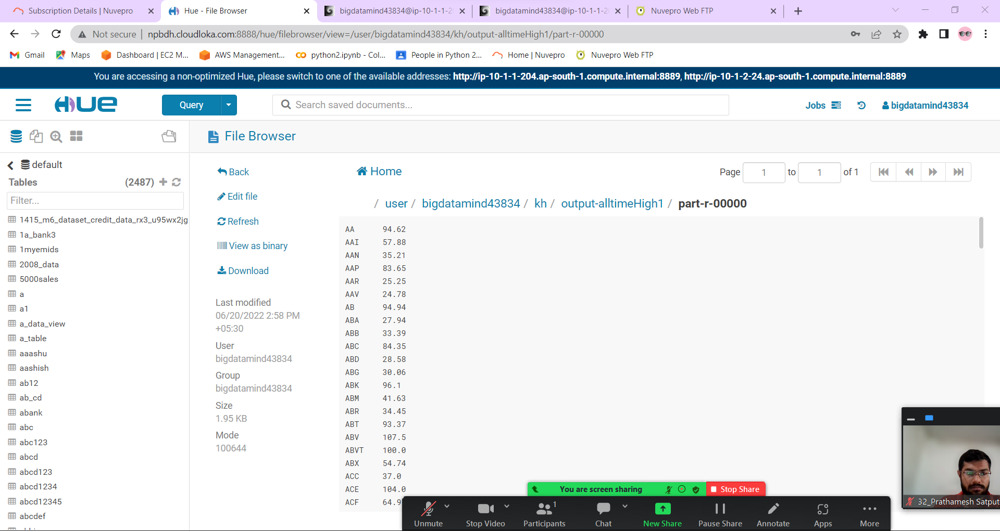 Subscription Details | Nuvepro
Hue - File Browser
bigdatamind43834@ip-10-1-1-2
bigdatamind43834@ip-10-1-1-2
Nuvepro Web FTP
Not secure
npbdh.cloudloka.com:8888/hue/filebrowser/view=/user/bigdatamind43834/kh/output-alltimeHigh1/part-r-00000
Gmail
Maps
Dashboard | EC2 M...
AWS Management...
python2.ipynb - Col...
People in Python 2...
Home | Nuvepro
Nuvepro Web FTP
You are accessing a non-optimized Hue, please switch to one of the available addresses: http://ip-10-1-1-204.ap-south-1.compute.internal:8889, http://ip-10-1-2-24.ap-south-1.compute.internal:8889
HUE
Query
Search saved documents...
Jobs
bigdatamind43834
File Browser
default
Tables (2487)
Filter...
1415_m6_dataset_credit_data_rx3_u95wx2jg
1a_bank3
1myemids
2008_data
5000sales
a
a1
a_data_view
a_table
aaashu
aashish
ab12
ab_cd
abank
abc
abc123
abcd
abcd123
abcd1234
abcd12345
abcdef
Back
Edit file
Refresh
View as binary
Download
Last modified
06/20/2022 2:58 PM
+05:30
User
bigdatamind43834
Group
bigdatamind43834
Size
1.95 KB
Mode
100644
Home
Page 1 to 1 of 1
/ user / bigdatamind43834 / kh / output-alltimeHigh1 / part-r-00000
AA 94.62
AAI 57.88
AAN 35.21
AAP 83.65
AAR 25.25
AAV 24.78
AB 94.94
ABA 27.94
ABB 33.39
ABC 84.35
ABD 28.58
ABG 30.06
ABK 96.1
ABM 41.63
ABR 34.45
ABT 93.37
ABV 107.5
ABVT 100.0
ABX 54.74
ACC 37.0
ACE 104.0
ACF 64.9
You are screen sharing
Stop Share
Unmute
Stop Video
1
Participants
Chat
New Share
Pause Share
Annotate
Apps
More
32_Prathamesh Satput